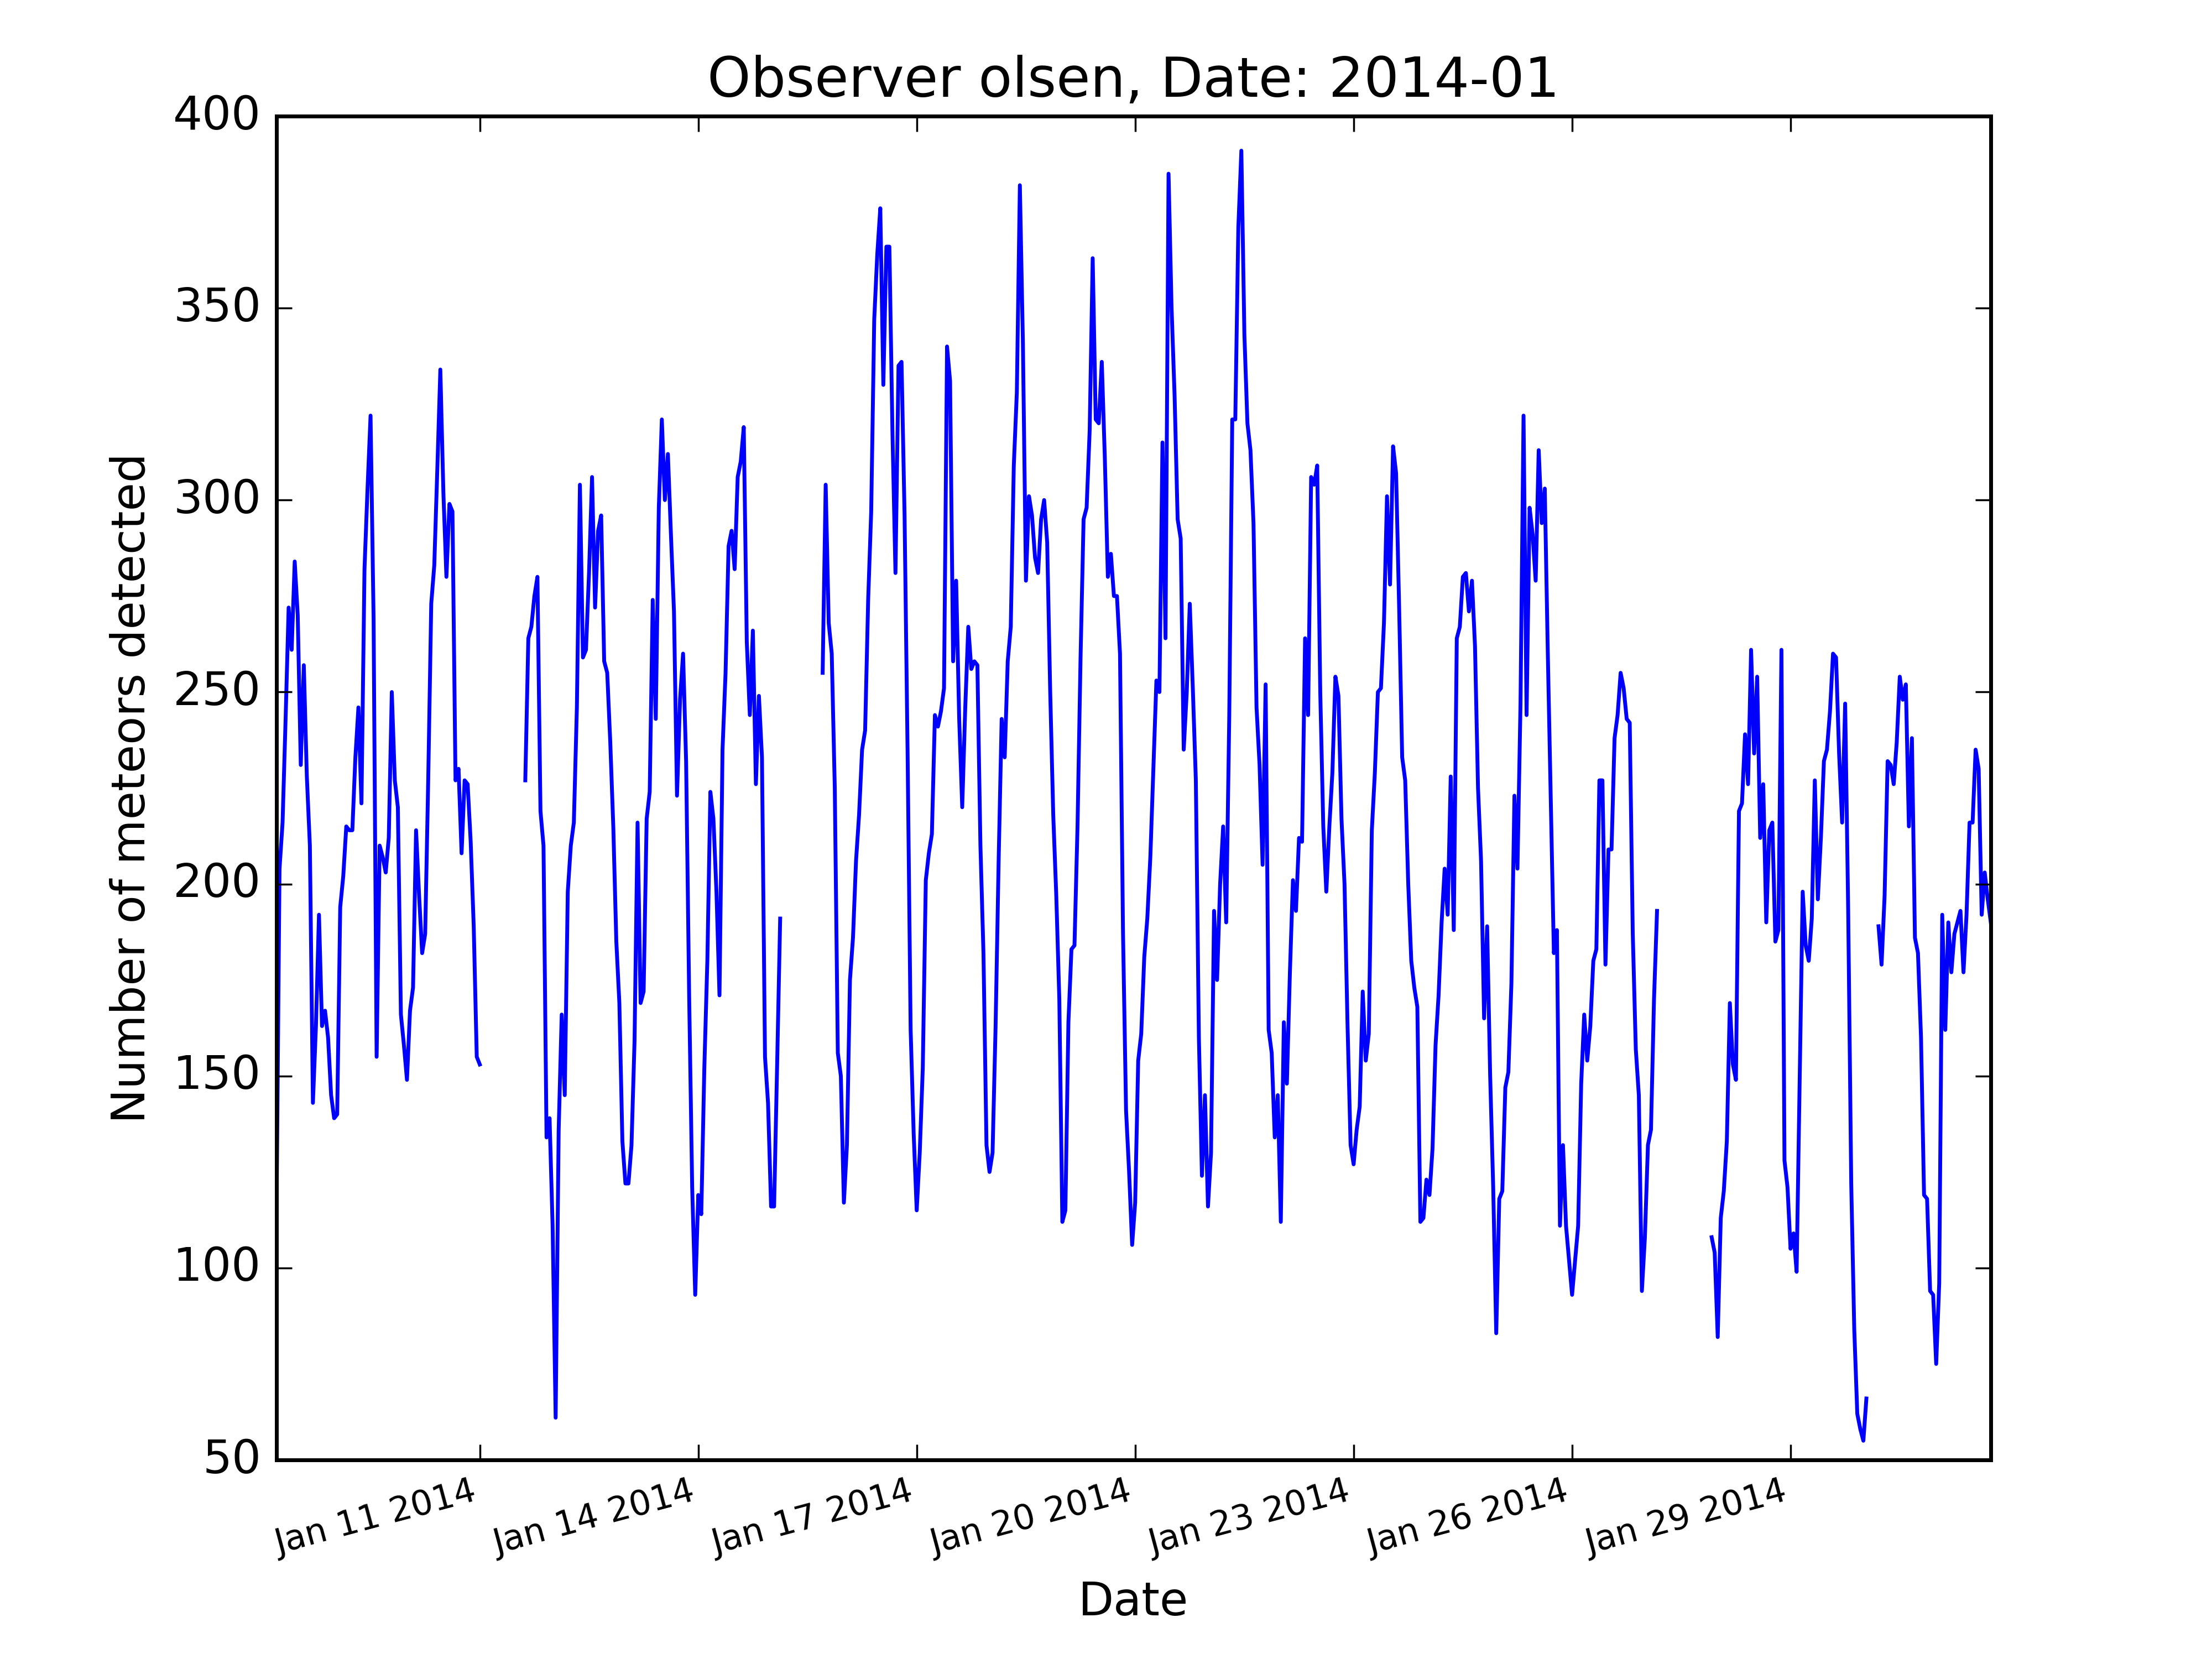 Observer olsen, Date: 2014-01
400
350
300
250
200
150
100
50
Number of meteors detected
Jan 11 2014
Jan 14 2014
Jan 17 2014
Jan 20 2014
Jan 23 2014
Jan 26 2014
Jan 29 2014
Date